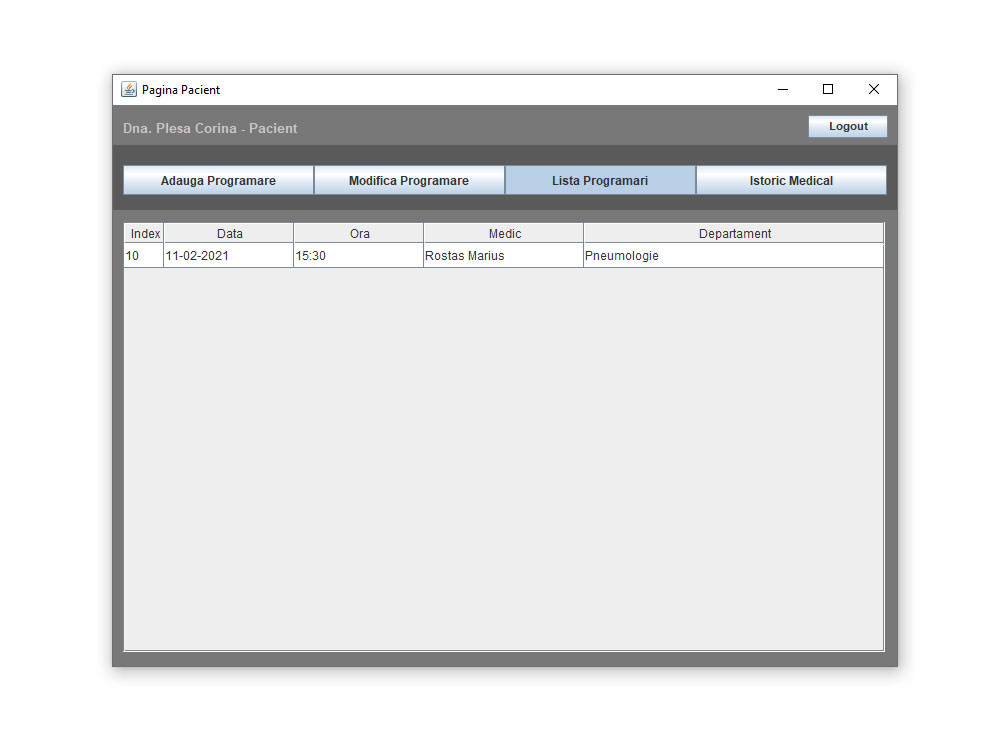 Pagina Pacient
Dna. Plesa Corina - Pacient
Logout
Adauga Programare Modifica Programare Lista Programari Istoric Medical
Index Data Ora Medic Departament
10 11-02-2021 15:30 Rostas Marius Pneumologie